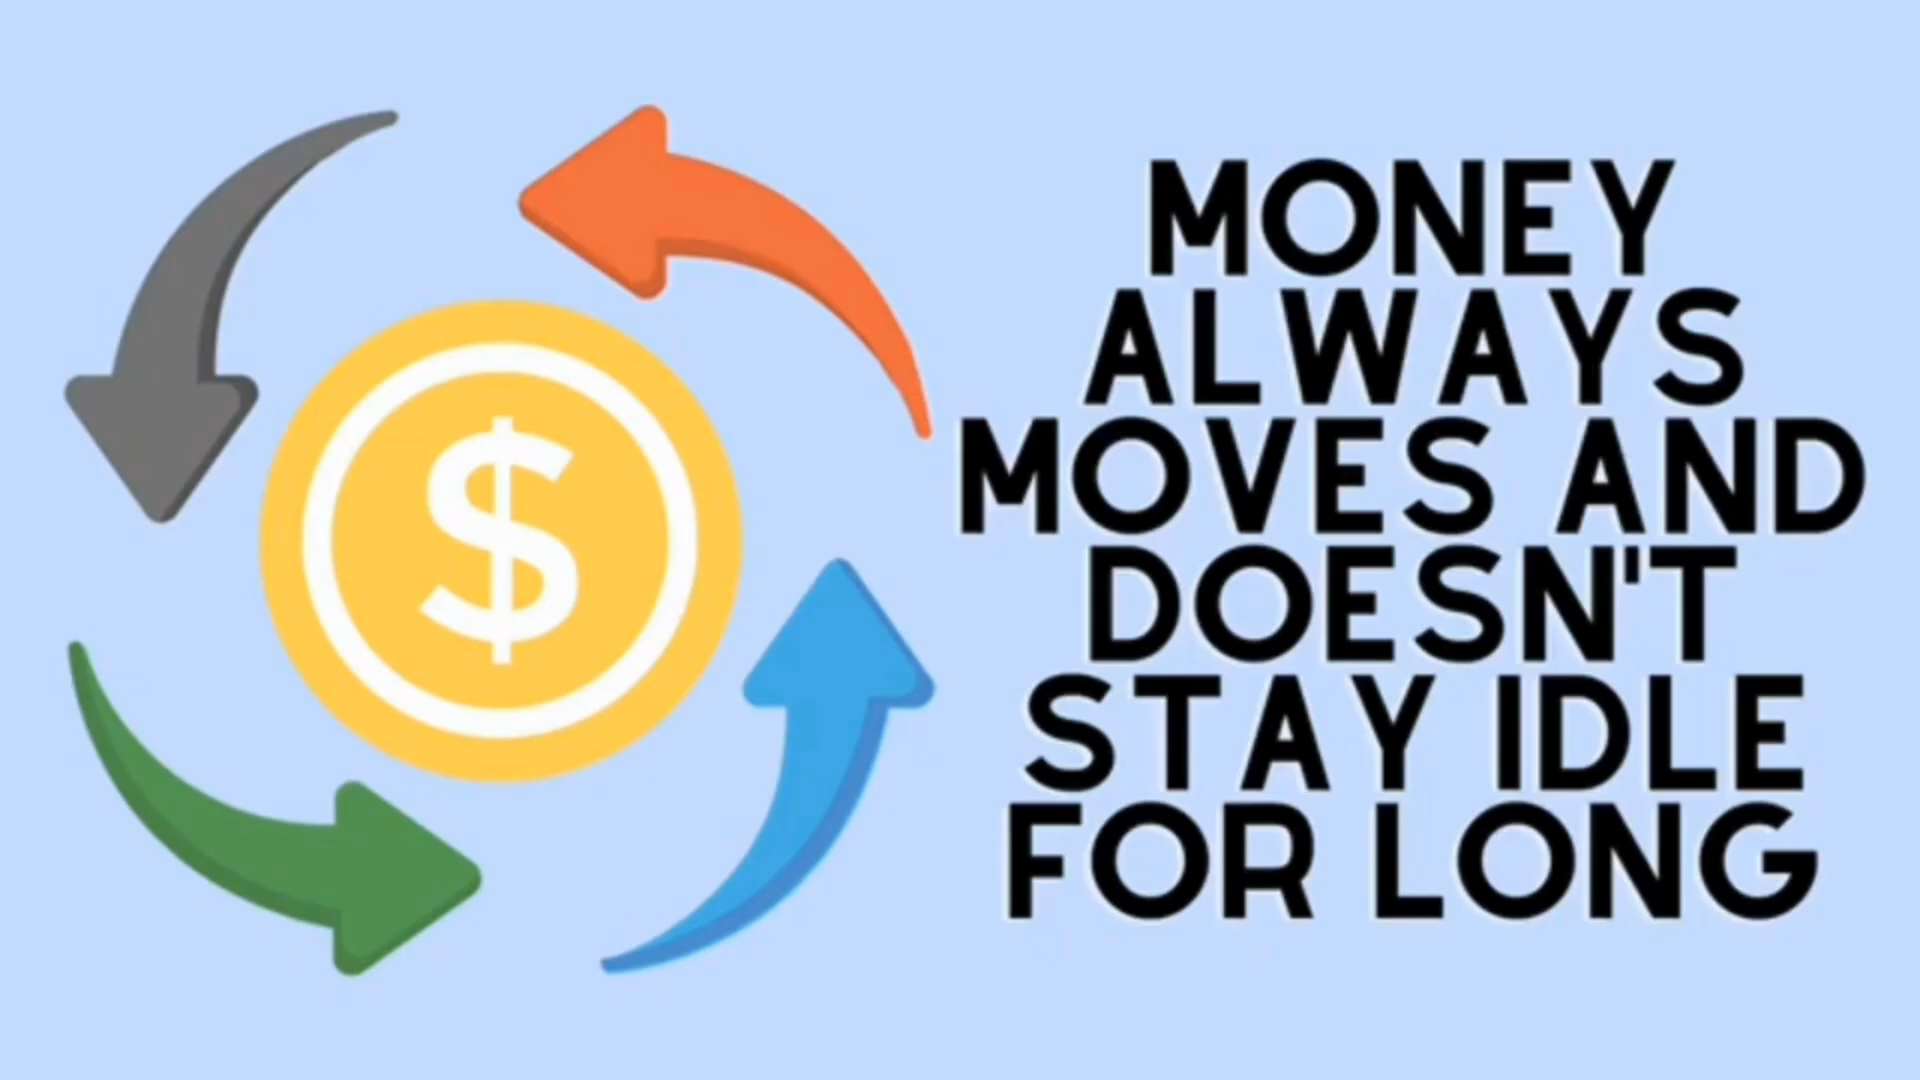 MONEY
ALWAYS
MOVES AND
DOESN'T
STAY IDLE
FOR LONG
$